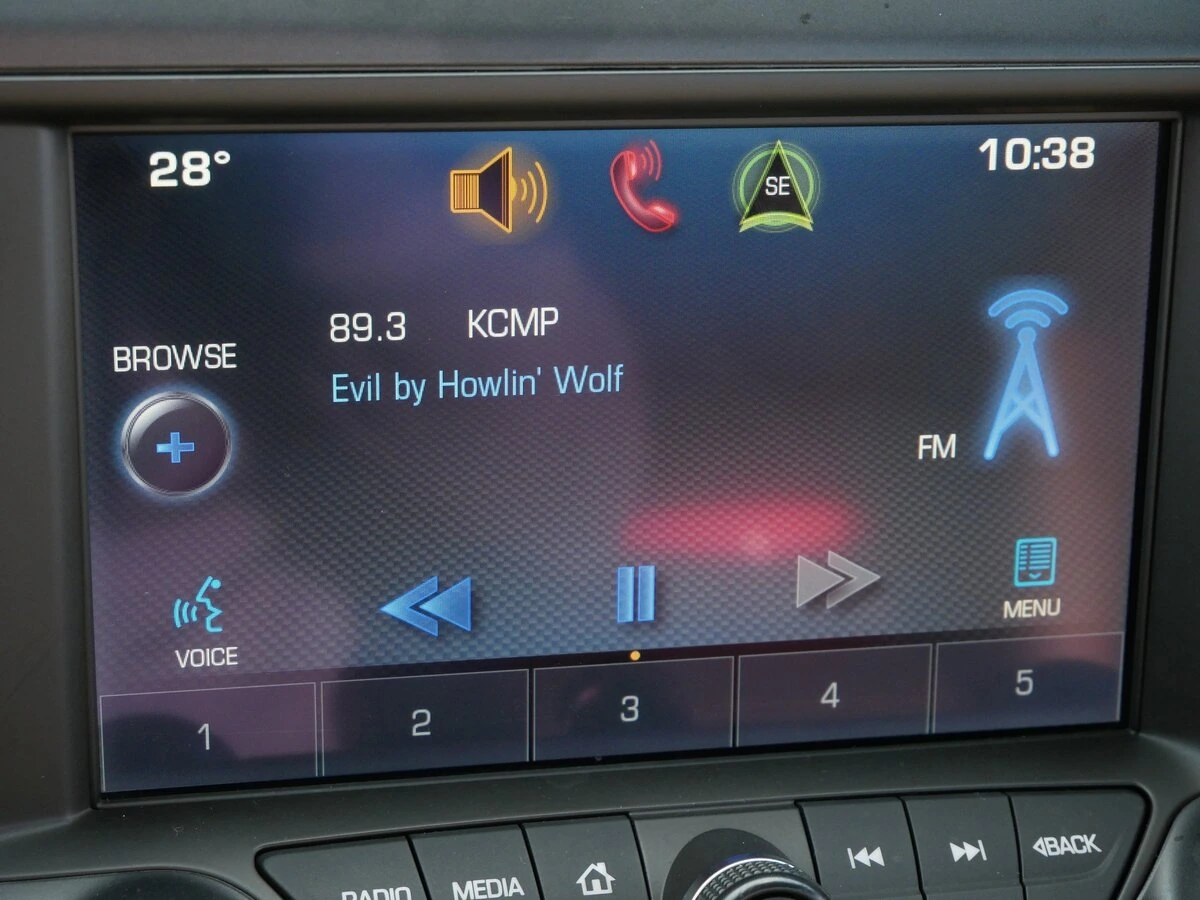 28°
SE
10:38
89.3 KCMP
Evil by Howlin' Wolf
BROWSE
FM
VOICE
MENU
1 2 3 4 5
RADIO MEDIA BACK